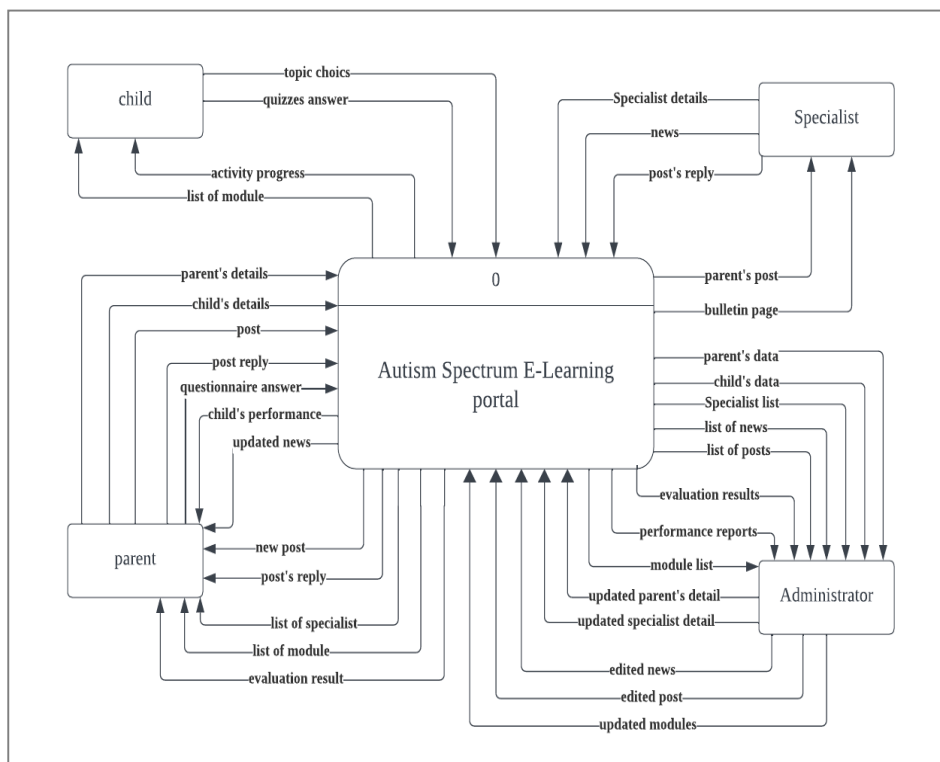 topic choics
child
quizzes answer
Specialist details
Specialist
news
activity progress
post's reply
list of module
parent's details
0
parent's post
child's details
bulletin page
post
parent's data
post reply
Autism Spectrum E-Learning
portal
child's data
questionnaire answer
Specialist list
child's performance
list of news
updated news
list of posts
evaluation results
performance reports
new post
parent
module list
post's reply
updated parent's detail
Administrator
list of specialist
updated specialist detail
list of module
edited news
evaluation result
edited post
updated modules